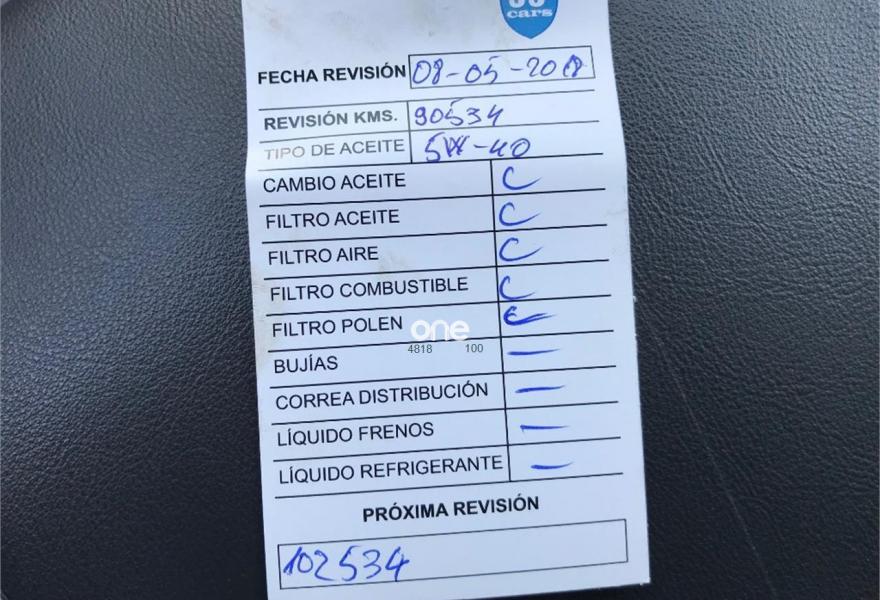 cars
FECHA REVISIÓN 08-05-2018
REVISIÓN KMS. 90534
TIPO DE ACEITE 5W-40
CAMBIO ACEITE C
FILTRO ACEITE C
FILTRO AIRE C
FILTRO COMBUSTIBLE C
FILTRO POLEN C
one
4818 100
BUJÍAS —
CORREA DISTRIBUCIÓN —
LÍQUIDO FRENOS —
LÍQUIDO REFRIGERANTE —
PRÓXIMA REVISIÓN
102534